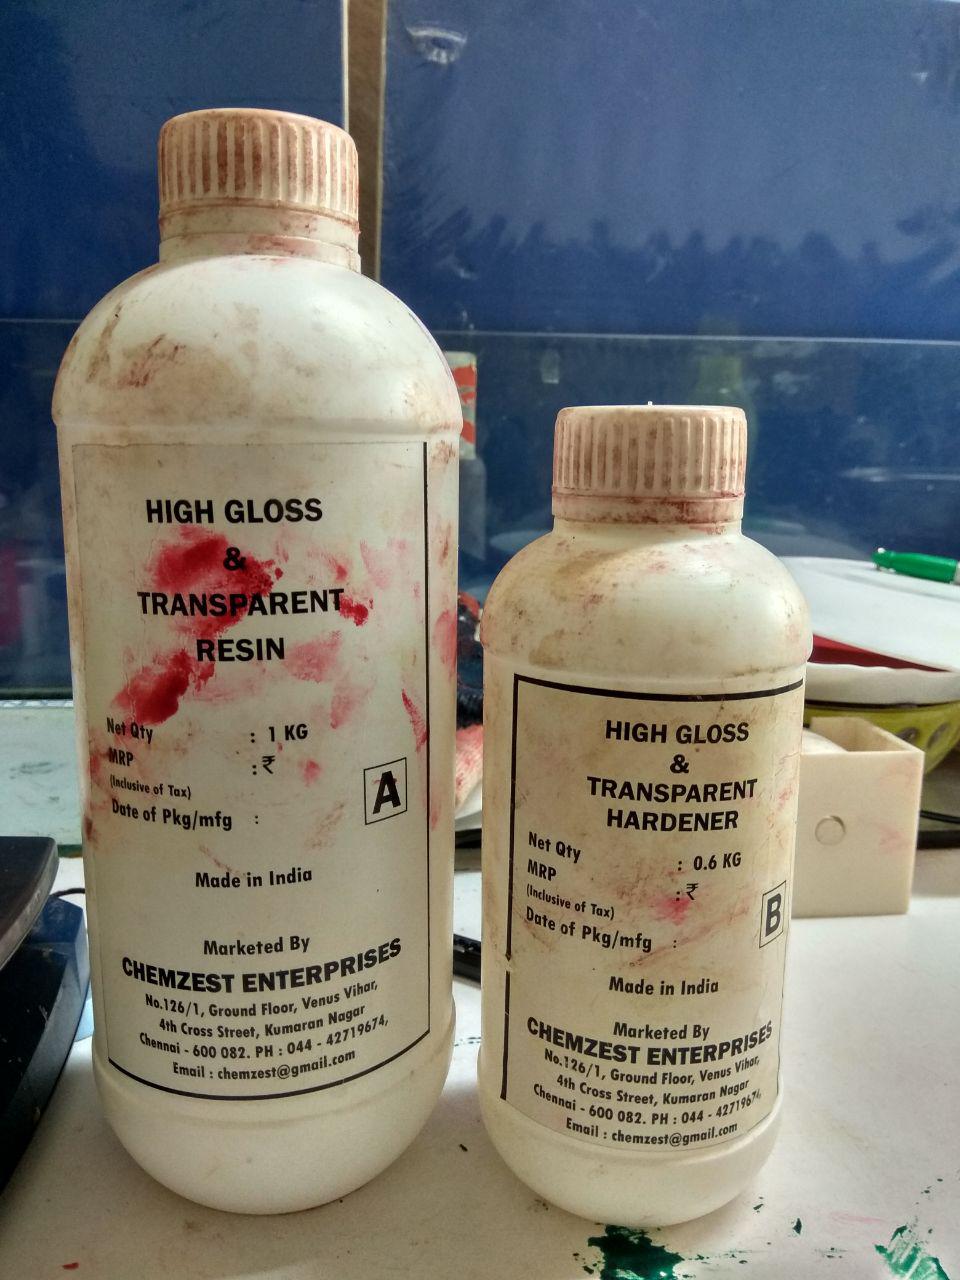 HIGH GLOSS
&
TRANSPARENT
RESIN
Net Qty : 1 KG
MRP : ₹
(Inclusive of Tax)
Date of Pkg/mfg :
A
Made in India
Marketed By
CHEMZEST ENTERPRISES
No.126/1, Ground Floor, Venus Vihar,
4th Cross Street, Kumaran Nagar
Chennai - 600 082. PH : 044 - 42719674,
Email : chemzest@gmail.com
HIGH GLOSS
&
TRANSPARENT
HARDENER
Net Qty : 0.6 KG
MRP : ₹
(Inclusive of Tax)
Date of Pkg/mfg :
B
Made in India
Marketed By
CHEMZEST ENTERPRISES
No.126/1, Ground Floor, Venus Vihar,
4th Cross Street, Kumaran Nagar
Chennai - 600 082. PH : 044 - 42719674,
Email : chemzest@gmail.com